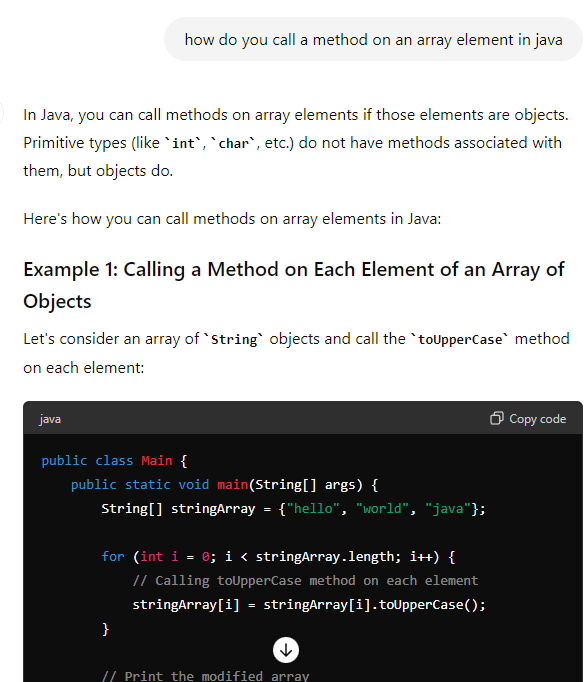 how do you call a method on an array element in java
In Java, you can call methods on array elements if those elements are objects.
Primitive types (like `int`, `char`, etc.) do not have methods associated with
them, but objects do.
Here's how you can call methods on array elements in Java:
Example 1: Calling a Method on Each Element of an Array of
Objects
Let's consider an array of `String` objects and call the `toUpperCase` method
on each element:
java
Copy code
public class Main {
    public static void main(String[] args) {
        String[] stringArray = {"hello", "world", "java"};
        for (int i = 0; i < stringArray.length; i++) {
            // Calling toUpperCase method on each element
            stringArray[i] = stringArray[i].toUpperCase();
        }
        // Print the modified array